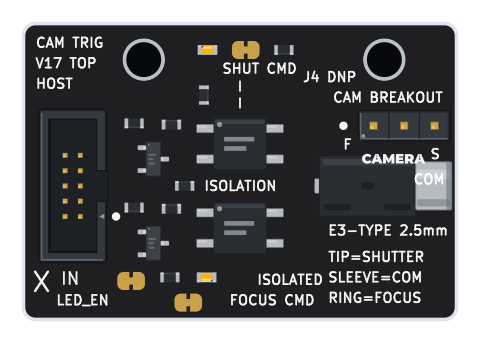 CAM TRIG
V17 TOP
HOST
SHUT CMD
J4 DNP
CAM BREAKOUT
F
S
CAMERA
COM
ISOLATION
E3-TYPE 2.5mm
X IN
LED_EN
ISOLATED
FOCUS CMD
TIP=SHUTTER
SLEEVE=COM
RING=FOCUS